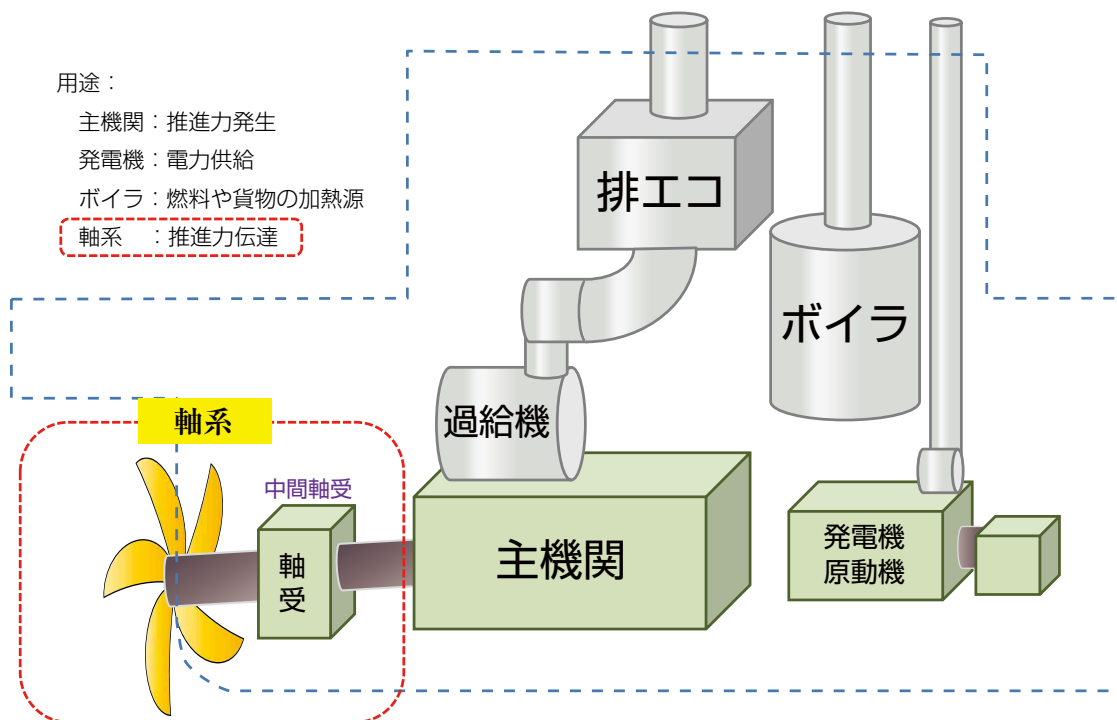 用途：
主機関：推進力発生
発電機：電力供給
ボイラ：燃料や貨物の加熱源
軸系　：推進力伝達
排エコ
ボイラ
過給機
軸系
中間軸受
軸
受
主機関
発電機
原動機